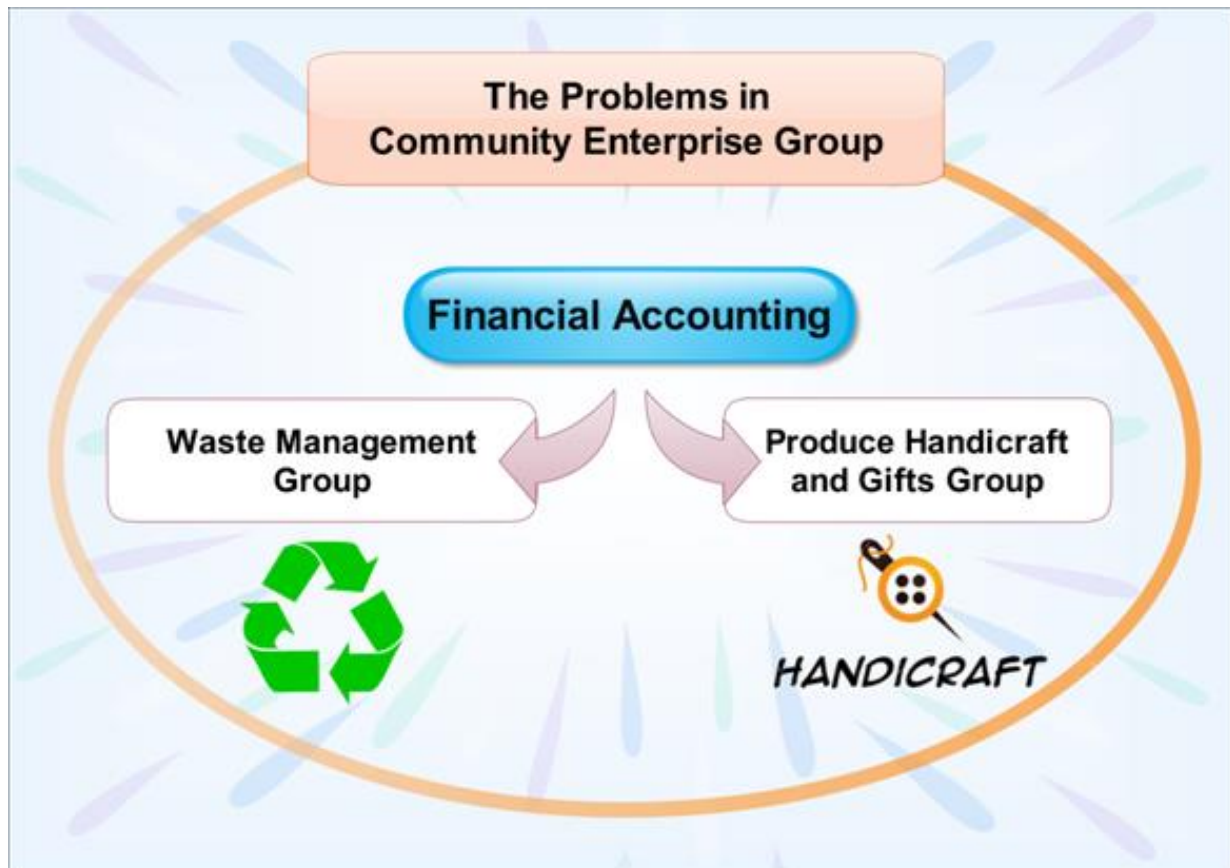 The Problems in
Community Enterprise Group
Financial Accounting
Waste Management
Group
Produce Handicraft
and Gifts Group
HANDICRAFT